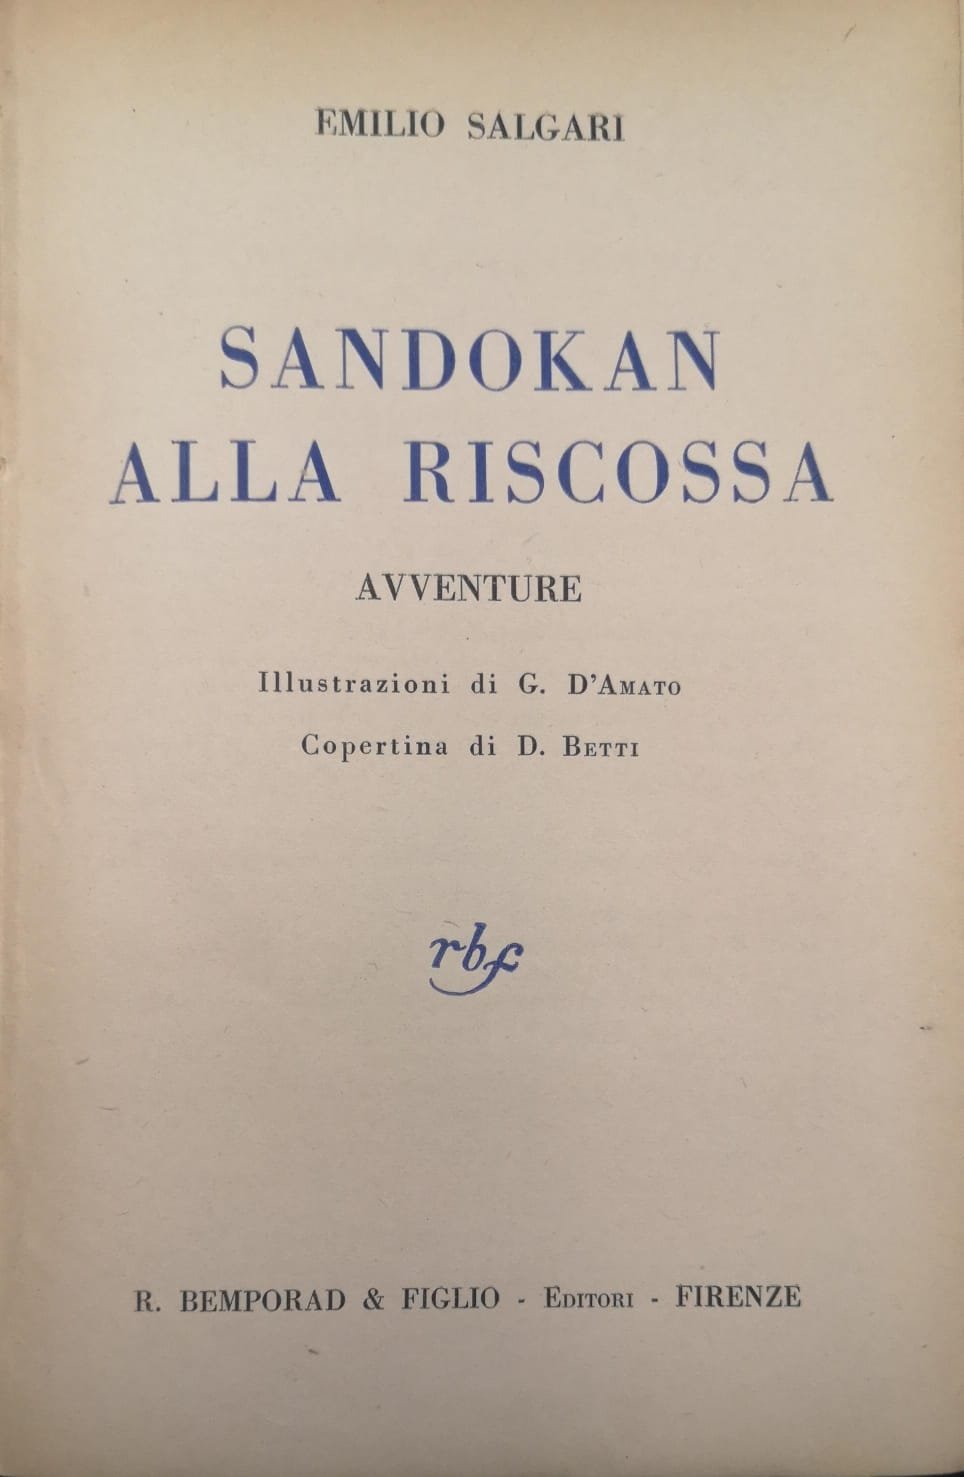 EMILIO SALGARI
SANDOKAN
ALLA RISCOSSA
AVVENTURE
Illustrazioni di G. D'AMATO
Copertina di D. BETTI
rbf
R. BEMPORAD & FIGLIO - EDITORI - FIRENZE